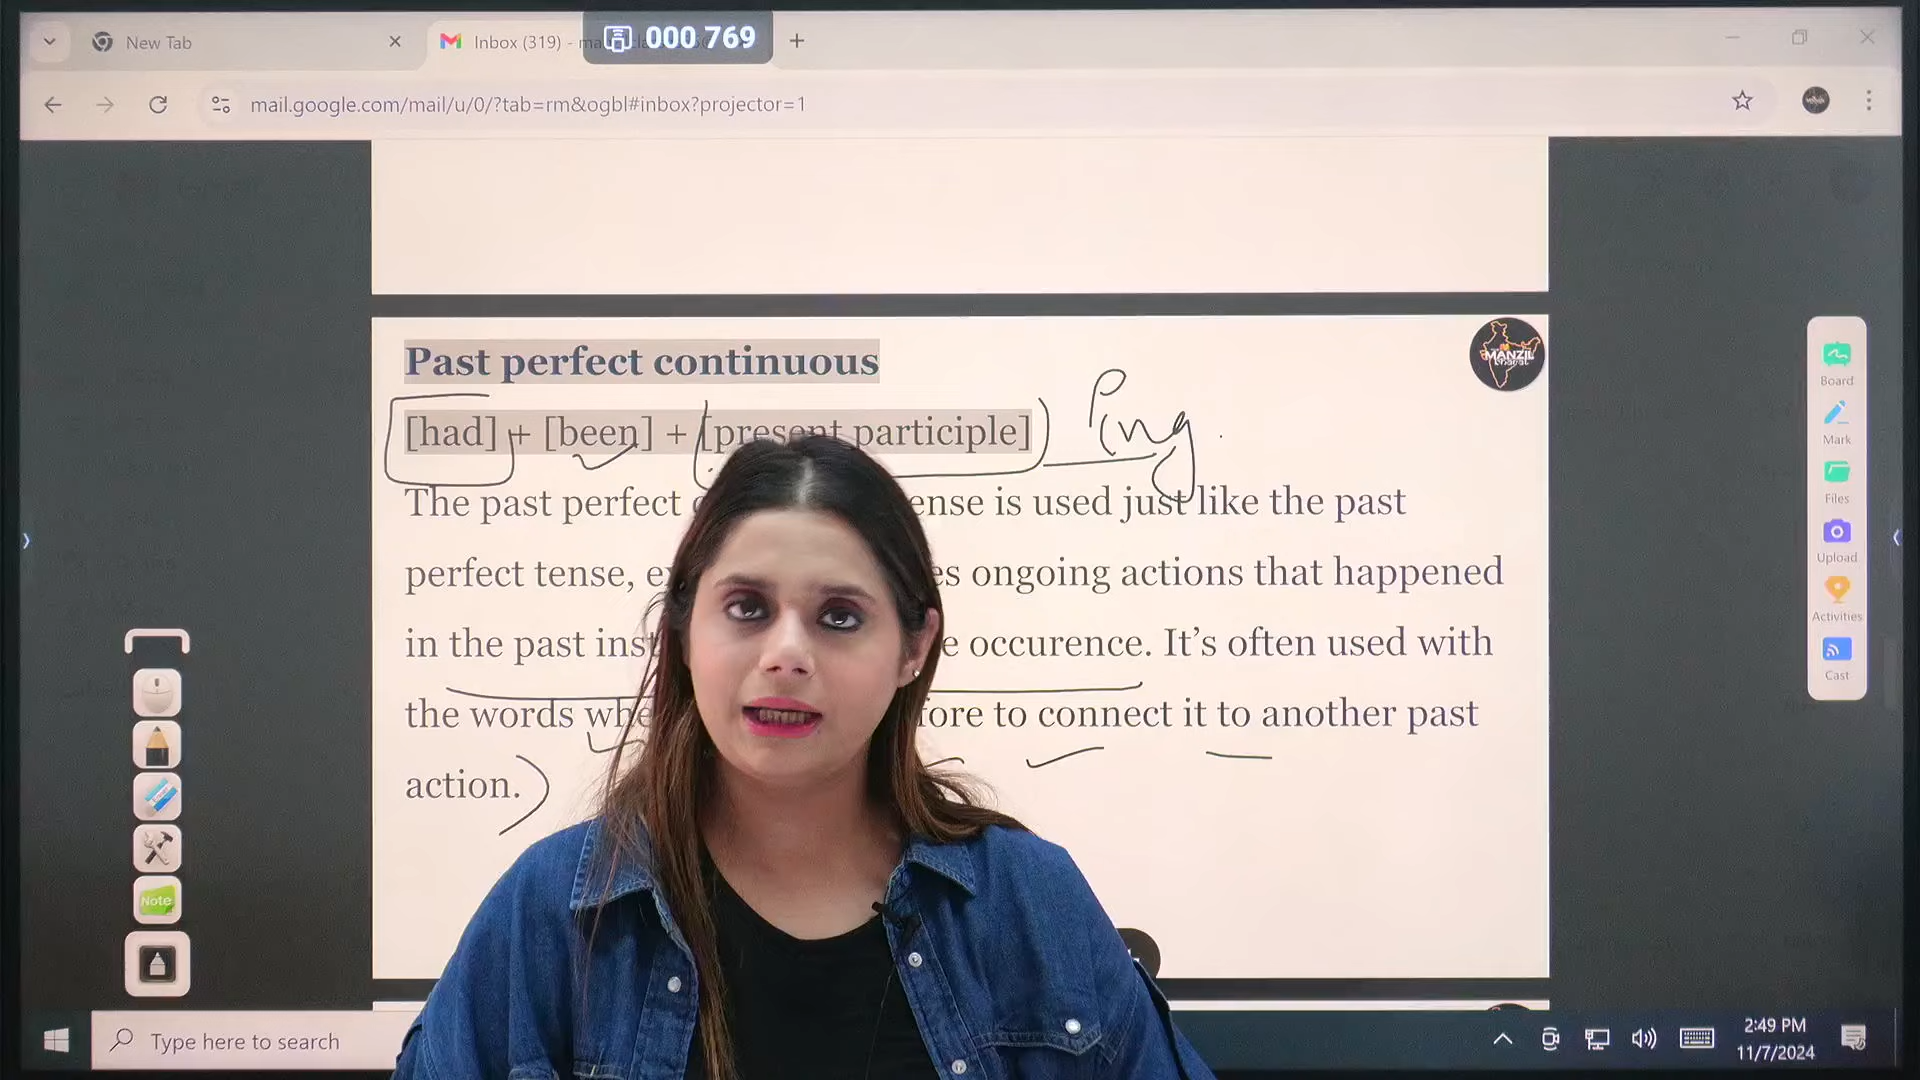 New Tab
Inbox (319) -
000 769
mail.google.com/mail/u/0/?tab=rm&ogbl#inbox?projector=1
Past perfect continuous
MANZIL
[had] + [been] + [present participle]
ing
The past perfect ense is used just like the past
perfect tense, es ongoing actions that happened
in the past inst e occurence. It's often used with
the words whe fore to connect it to another past
action.
Board
Mark
Files
Upload
Activities
Cast
Note
Type here to search
2:49 PM
11/7/2024